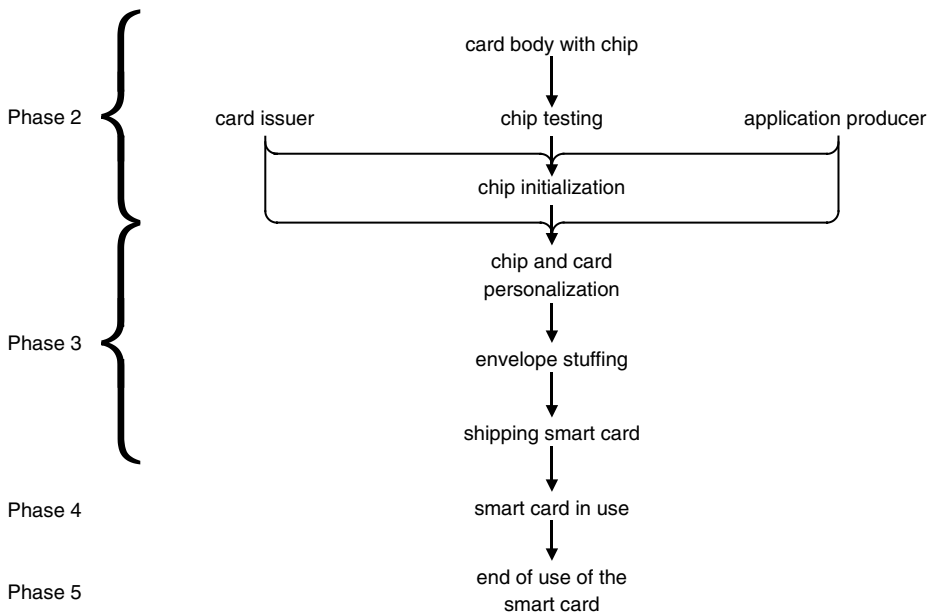 card body with chip
Phase 2
card issuer
chip testing
application producer
chip initialization
chip and card
personalization
Phase 3
envelope stuffing
shipping smart card
Phase 4
smart card in use
Phase 5
end of use of the
smart card